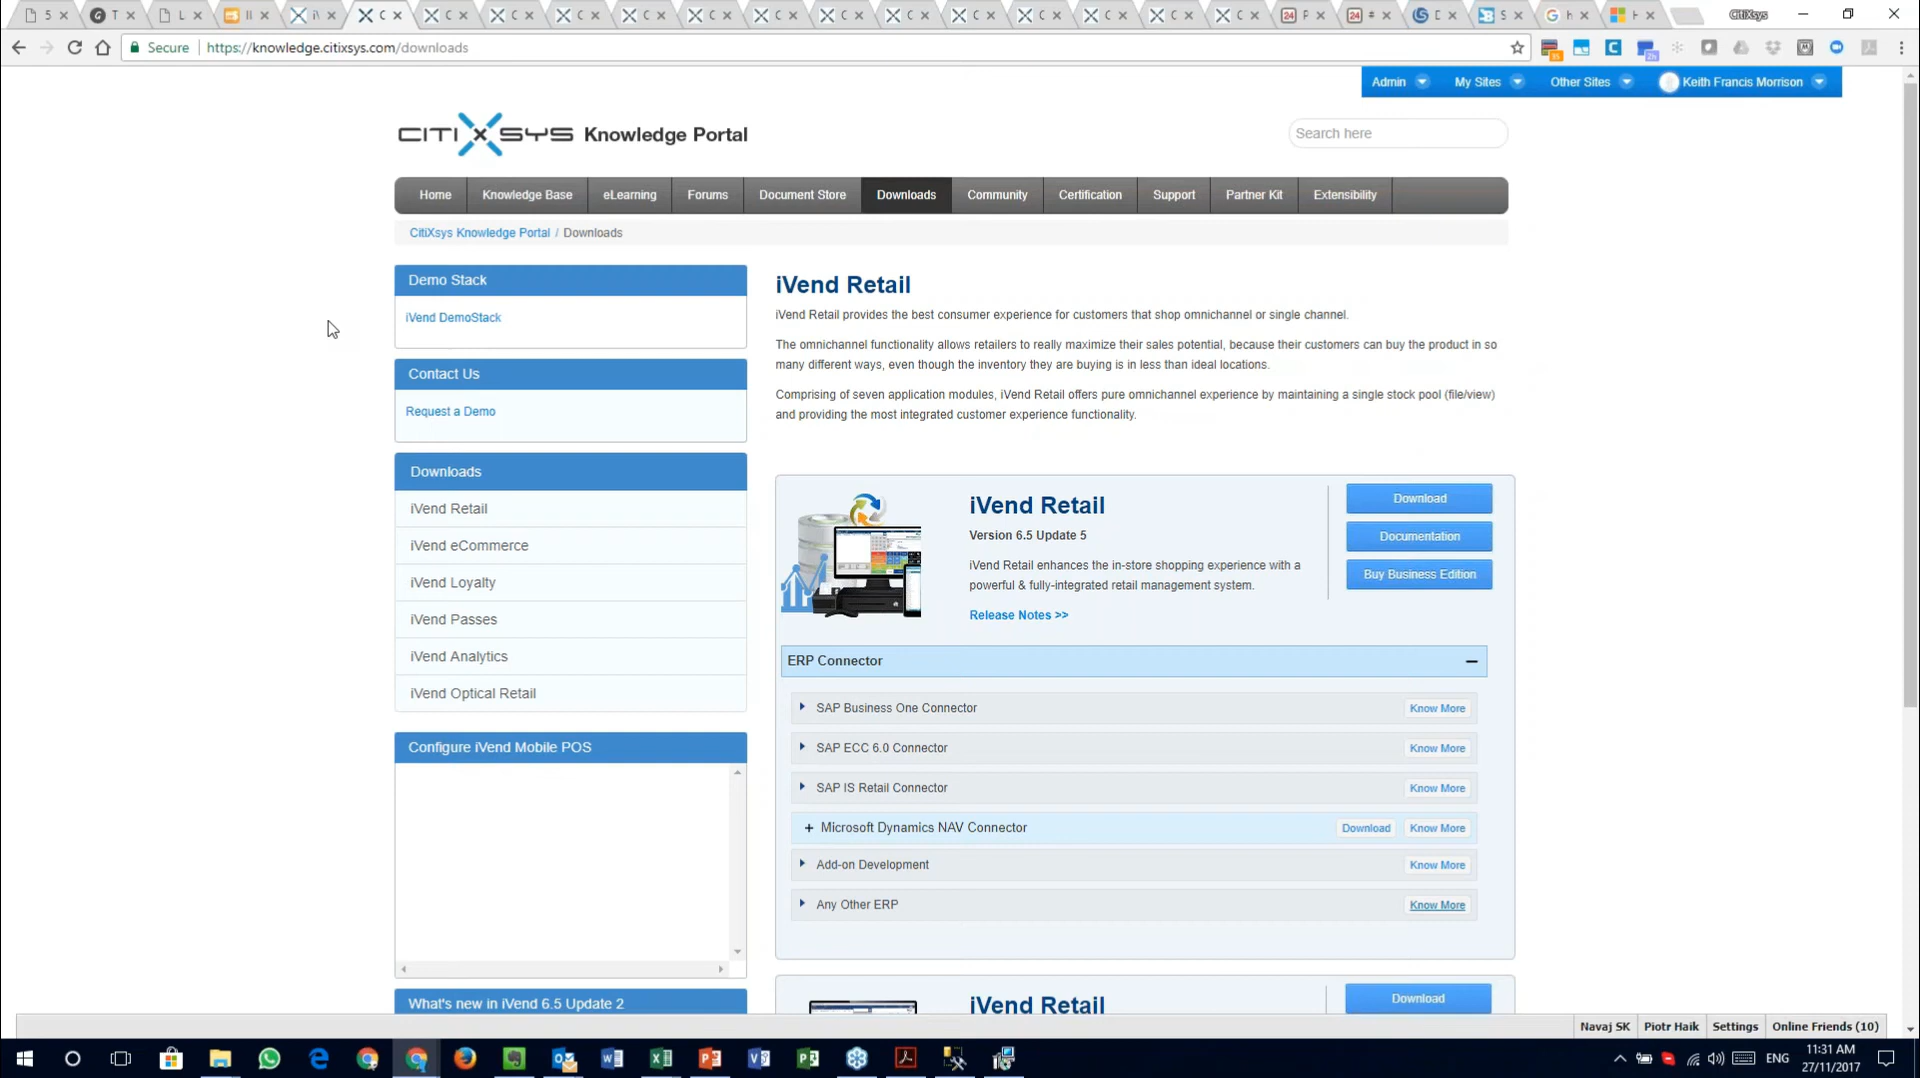 5
T
L
II
iV
C
C
C
C
C
C
C
C
C
C
C
C
C
C
24 P
24 #
D
S
h
H
CitiXsys
Secure
https://knowledge.citixsys.com/downloads
Admin
My Sites
Other Sites
Keith Francis Morrison
CITIXSYS Knowledge Portal
Search here
Home
Knowledge Base
eLearning
Forums
Document Store
Downloads
Community
Certification
Support
Partner Kit
Extensibility
CitiXsys Knowledge Portal / Downloads
Demo Stack
iVend DemoStack
Contact Us
Request a Demo
Downloads
iVend Retail
iVend eCommerce
iVend Loyalty
iVend Passes
iVend Analytics
iVend Optical Retail
Configure iVend Mobile POS
What's new in iVend 6.5 Update 2
iVend Retail
iVend Retail provides the best consumer experience for customers that shop omnichannel or single channel.
The omnichannel functionality allows retailers to really maximize their sales potential, because their customers can buy the product in so
many different ways, even though the inventory they are buying is in less than ideal locations.
Comprising of seven application modules, iVend Retail offers pure omnichannel experience by maintaining a single stock pool (file/view)
and providing the most integrated customer experience functionality.
iVend Retail
Version 6.5 Update 5
iVend Retail enhances the in-store shopping experience with a
powerful & fully-integrated retail management system.
Release Notes >>
Download
Documentation
Buy Business Edition
ERP Connector
SAP Business One Connector
Know More
SAP ECC 6.0 Connector
Know More
SAP IS Retail Connector
Know More
Microsoft Dynamics NAV Connector
Download
Know More
Add-on Development
Know More
Any Other ERP
Know More
iVend Retail
Download
Navaj SK
Piotr Haik
Settings
Online Friends (10)
ENG
11:31 AM
27/11/2017